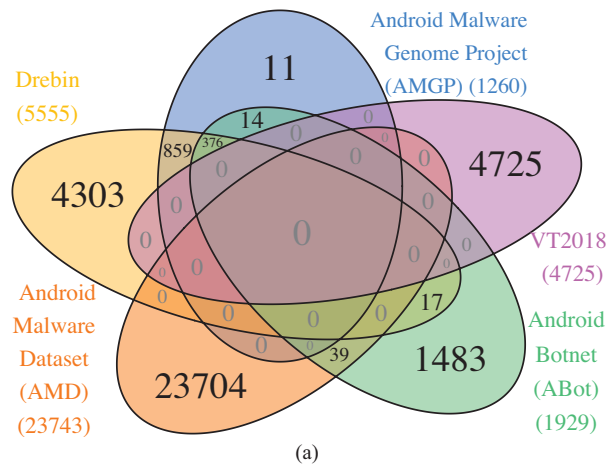 Android Malware
Genome Project
(AMGP) (1260)
11
Drebin
(5555)
0
14
0
0
376
859
0
4725
0
0
4303
0
0
0
0
0
VT2018
(4725)
0
0
0
0
0
0
17
0
0
0
Android
Malware
Dataset
(AMD)
(23743)
Android
Botnet
(ABot)
(1929)
0
0
39
23704
1483
(a)